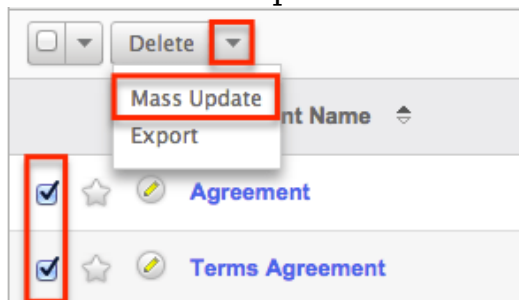 Delete
Mass Update
nt Name
Export
Agreement
Terms Agreement